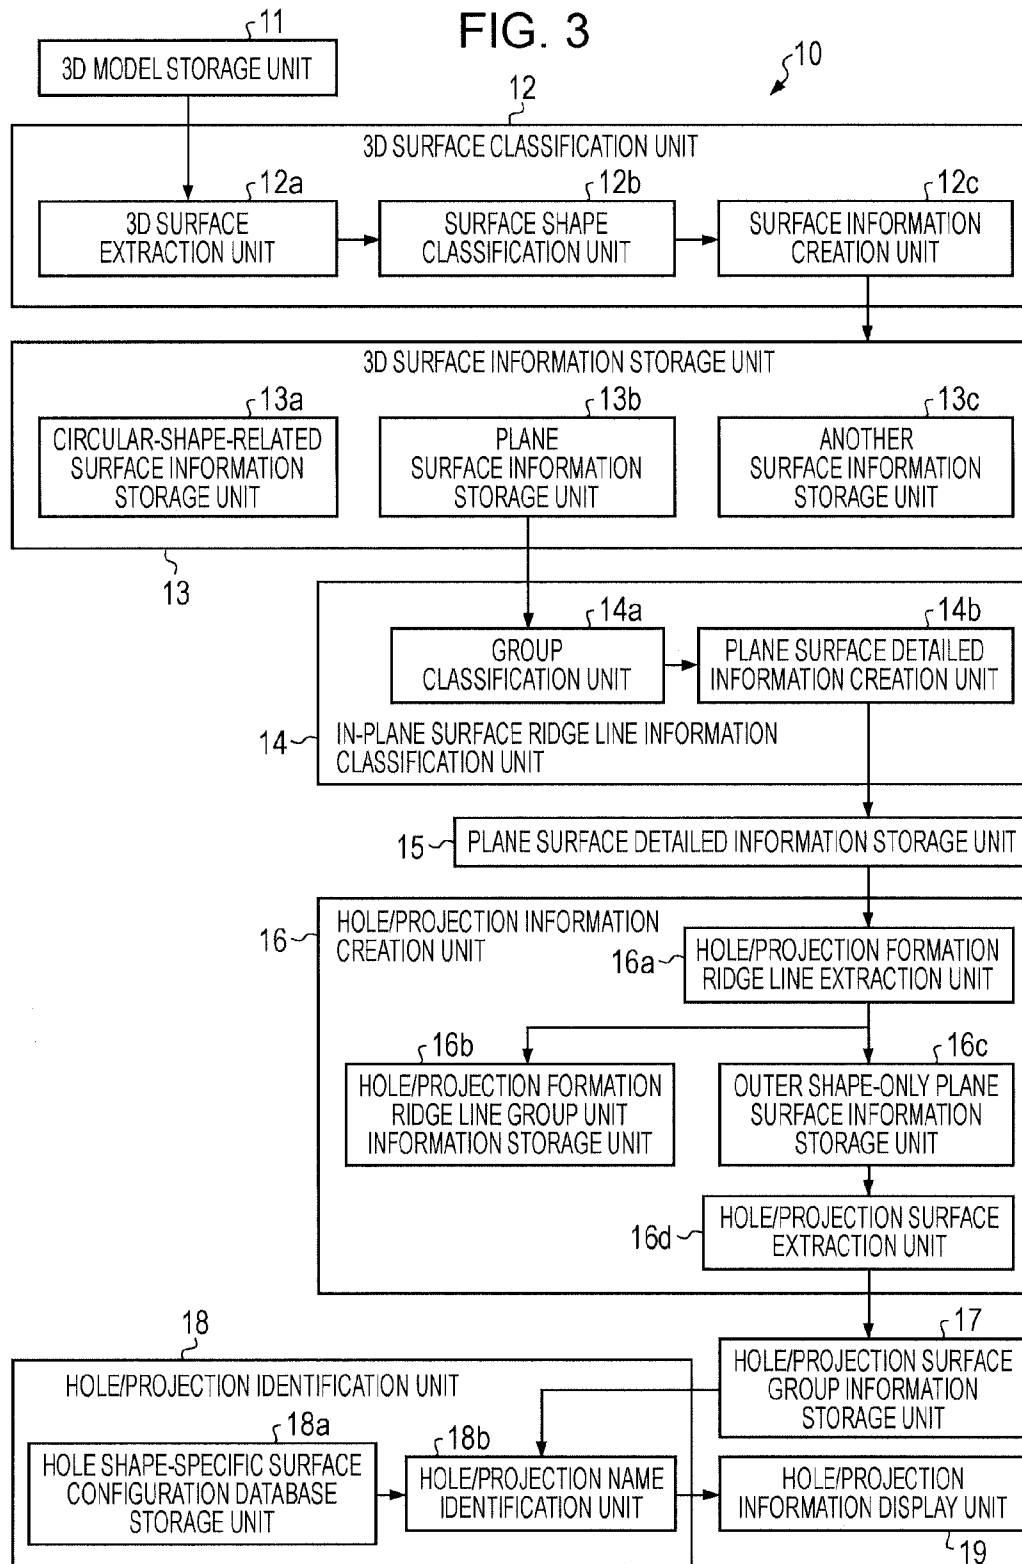 FIG. 3
11
3D MODEL STORAGE UNIT
10
12
3D SURFACE CLASSIFICATION UNIT
12a
3D SURFACE
EXTRACTION UNIT
12b
SURFACE SHAPE
CLASSIFICATION UNIT
12c
SURFACE INFORMATION
CREATION UNIT
3D SURFACE INFORMATION STORAGE UNIT
13a
CIRCULAR-SHAPE-RELATED
SURFACE INFORMATION
STORAGE UNIT
13b
PLANE
SURFACE INFORMATION
STORAGE UNIT
13c
ANOTHER
SURFACE INFORMATION
STORAGE UNIT
13
14a
GROUP
CLASSIFICATION UNIT
14b
PLANE SURFACE DETAILED
INFORMATION CREATION UNIT
14
IN-PLANE SURFACE RIDGE LINE INFORMATION
CLASSIFICATION UNIT
15
PLANE SURFACE DETAILED INFORMATION STORAGE UNIT
16
HOLE/PROJECTION INFORMATION
CREATION UNIT
16a
HOLE/PROJECTION FORMATION
RIDGE LINE EXTRACTION UNIT
16b
HOLE/PROJECTION FORMATION
RIDGE LINE GROUP UNIT
INFORMATION STORAGE UNIT
16c
OUTER SHAPE-ONLY PLANE
SURFACE INFORMATION
STORAGE UNIT
16d
HOLE/PROJECTION SURFACE
EXTRACTION UNIT
17
HOLE/PROJECTION SURFACE
GROUP INFORMATION
STORAGE UNIT
18
HOLE/PROJECTION IDENTIFICATION UNIT
18a
HOLE SHAPE-SPECIFIC SURFACE
CONFIGURATION DATABASE
STORAGE UNIT
18b
HOLE/PROJECTION NAME
IDENTIFICATION UNIT
HOLE/PROJECTION
INFORMATION DISPLAY UNIT
19